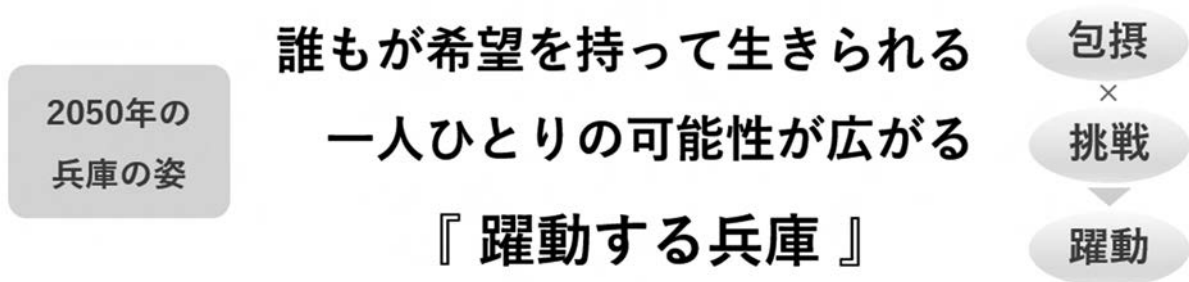 2050年の
兵庫の姿
誰もが希望を持って生きられる
一人ひとりの可能性が広がる
『 躍動する兵庫 』
包摂
×
挑戦
躍動